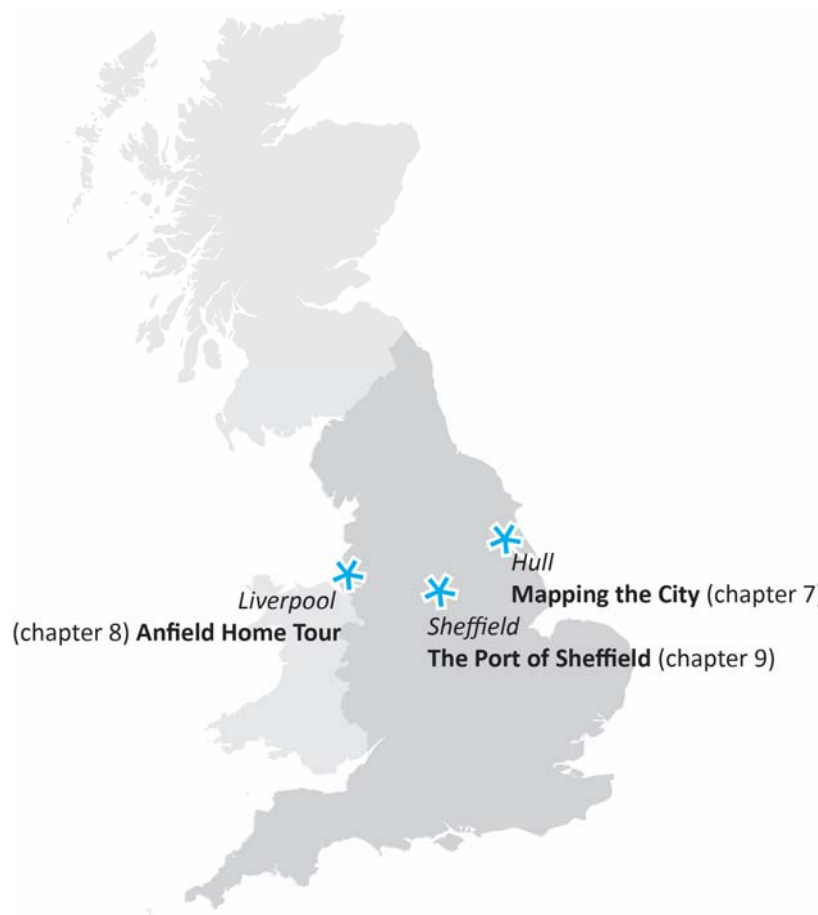 Hull
Mapping the City (chapter 7)
Liverpool
(chapter 8) Anfield Home Tour
Sheffield
The Port of Sheffield (chapter 9)